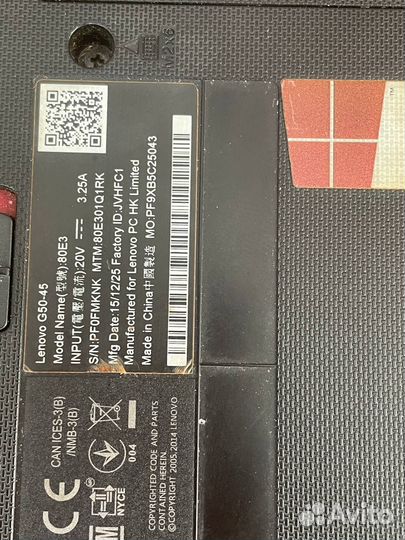 M2X6
Lenovo G50-45
Model Name(型號):80E3
INPUT(電壓/電流):20V ⎓ 3.25A
S/N:PF0FMKNK MTM:80E301Q1RK
Mfg Date:15/12/25 Factory ID:JVHFC1
Manufactured for Lenovo PC HK Limited
Made in China中國製造 MO:PF9XB5C25043
CAN ICES-3(B)
/NMB-3(B)
004
CE
NYCE
COPYRIGHTED CODE AND PARTS
CONTAINED HEREIN.
©COPYRIGHT 2005,2014 LENOVO
TM
Avito